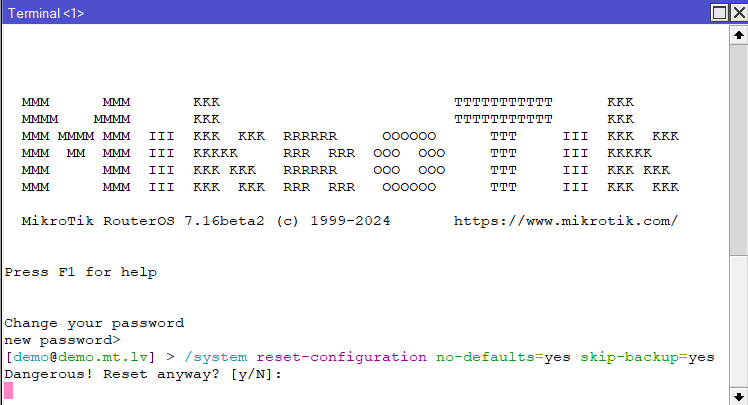 Terminal <1>
MMM      MMM       KKK                          TTTTTTTTTTT      KKK
MMMM    MMMM       KKK                          TTTTTTTTTTT      KKK
MMM MMMM MMM  III  KKK  KKK  RRRRRR     OOOOOO      TTT     III  KKK  KKK
MMM  MM  MMM  III  KKKKK     RRR  RRR  OOO  OOO     TTT     III  KKKKK
MMM      MMM  III  KKK KKK   RRRRRR    OOO  OOO     TTT     III  KKK KKK
MMM      MMM  III  KKK  KKK  RRR  RRR   OOOOOO      TTT     III  KKK  KKK
MikroTik RouterOS 7.16beta2 (c) 1999-2024       https://www.mikrotik.com/
Press F1 for help
Change your password
new password>
[demo@demo.mt.lv] > /system reset-configuration no-defaults=yes skip-backup=yes
Dangerous! Reset anyway? [y/N]: